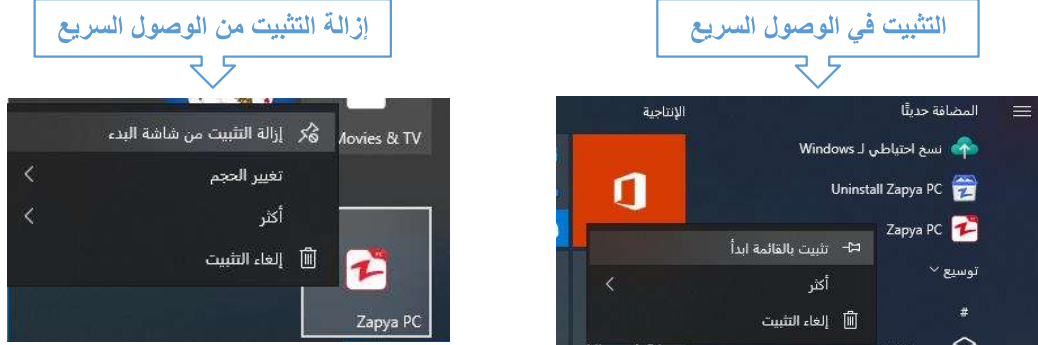 التثبيت في الوصول السريع
المضافة حديثًا
الإنتاجية
نسخ احتياطي لـ Windows
Uninstall Zapya PC
Zapya PC
تثبيت بالقائمة ابدأ
أكثر
إلغاء التثبيت
توسيع
#
إزالة التثبيت من الوصول السريع
Movies & TV
إزالة التثبيت من شاشة البدء
تغيير الحجم
أكثر
إلغاء التثبيت
Zapya PC